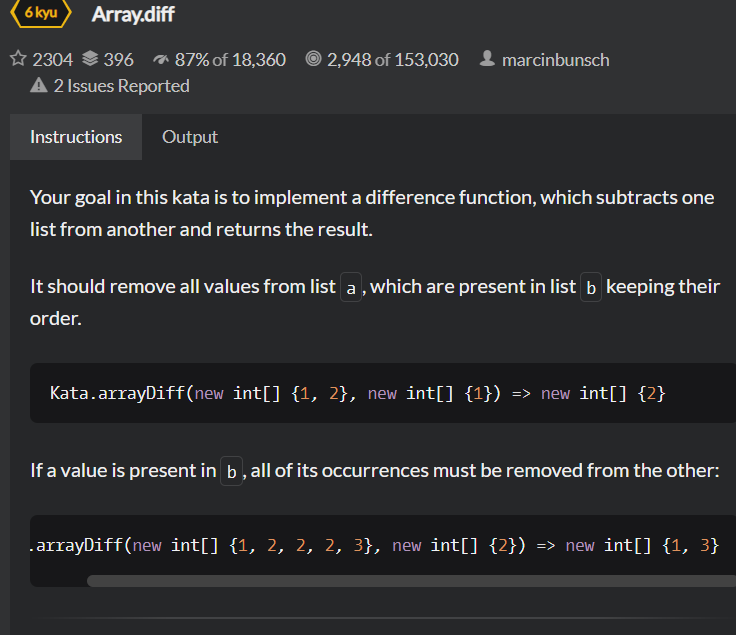 6 kyu Array.diff
2304 396 87% of 18,360 2,948 of 153,030 marcinbunsch
2 Issues Reported
Instructions Output
Your goal in this kata is to implement a difference function, which subtracts one
list from another and returns the result.
It should remove all values from list a, which are present in list b keeping their
order.
Kata.arrayDiff(new int[] {1, 2}, new int[] {1}) => new int[] {2}
If a value is present in b, all of its occurrences must be removed from the other:
.arrayDiff(new int[] {1, 2, 2, 2, 3}, new int[] {2}) => new int[] {1, 3}